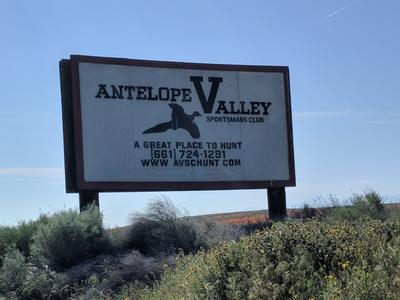 ANTELOPE VALLEY
SPORTSMANS CLUB
A GREAT PLACE TO HUNT
(661) 724-1291
WWW.AVSCHUNT.COM